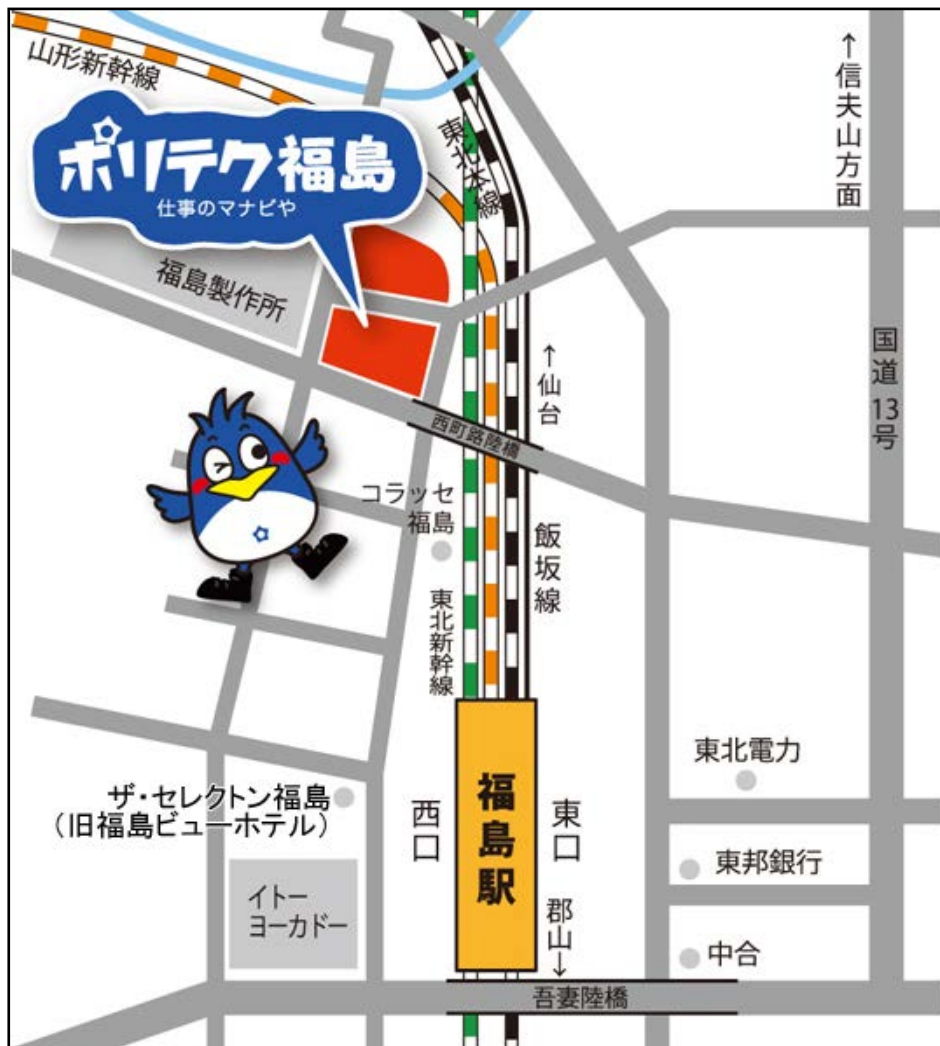 山形新幹線
↑信夫山方面
ポリテク福島
仕事のマナビや
東北本線
福島製作所
国道13号
↑仙台
西町跨陸橋
コラッセ
福島
飯坂線
東北新幹線
東北電力
ザ・セレクトン福島
(旧福島ビューホテル)
西口
福島駅
東口
東邦銀行
イトー
ヨーカドー
郡山↓
中合
吾妻陸橋